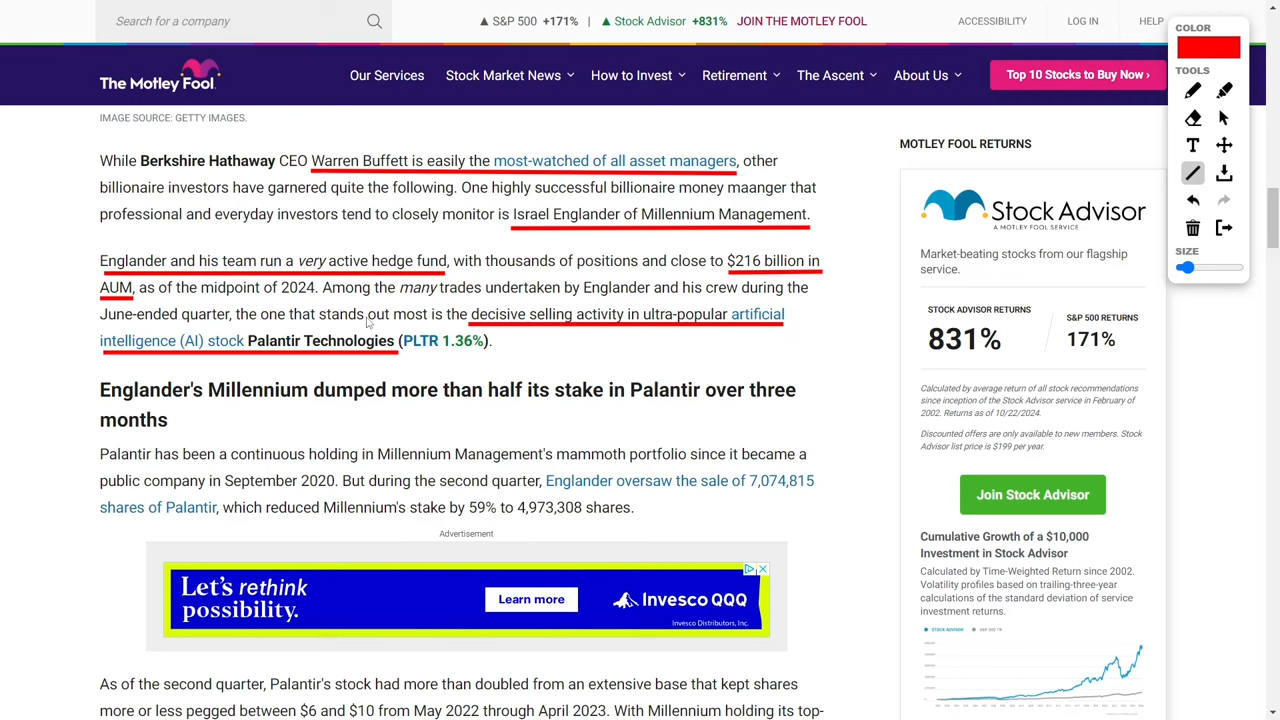 Search for a company
▲ S&P 500 +171% | ▲ Stock Advisor +831% JOIN THE MOTLEY FOOL
ACCESSIBILITY LOG IN HELP
The Motley Fool
Our Services Stock Market News How to Invest Retirement The Ascent About Us
Top 10 Stocks to Buy Now ›
COLOR
TOOLS
T
SIZE
IMAGE SOURCE: GETTY IMAGES.
While Berkshire Hathaway CEO Warren Buffett is easily the most-watched of all asset managers, other
billionaire investors have garnered quite the following. One highly successful billionaire money maanger that
professional and everyday investors tend to closely monitor is Israel Englander of Millennium Management.
Englander and his team run a very active hedge fund, with thousands of positions and close to $216 billion in
AUM, as of the midpoint of 2024. Among the many trades undertaken by Englander and his crew during the
June-ended quarter, the one that stands out most is the decisive selling activity in ultra-popular artificial
intelligence (AI) stock Palantir Technologies (PLTR 1.36%).
Englander's Millennium dumped more than half its stake in Palantir over three
months
Palantir has been a continuous holding in Millennium Management's mammoth portfolio since it became a
public company in September 2020. But during the second quarter, Englander oversaw the sale of 7,074,815
shares of Palantir, which reduced Millennium's stake by 59% to 4,973,308 shares.
Advertisement
Let's rethink
possibility.
Learn more
Invesco QQQ
Invesco Distributors, Inc.
As of the second quarter, Palantir's stock had more than doubled from an extensive base that kept shares
more or less pegged between $6 and $10 from May 2022 through April 2023. With Millennium holding its top-
MOTLEY FOOL RETURNS
Stock Advisor
A MOTLEY FOOL SERVICE
Market-beating stocks from our flagship
service.
STOCK ADVISOR RETURNS
831%
S&P 500 RETURNS
171%
Calculated by average return of all stock recommendations
since inception of the Stock Advisor service in February of
2002. Returns as of 10/22/2024.
Discounted offers are only available to new members. Stock
Advisor list price is $199 per year.
Join Stock Advisor
Cumulative Growth of a $10,000
Investment in Stock Advisor
Calculated by Time-Weighted Return since 2002.
Volatility profiles based on trailing-three-year
calculations of the standard deviation of service
investment returns.
STOCK ADVISOR S&P 500 TR